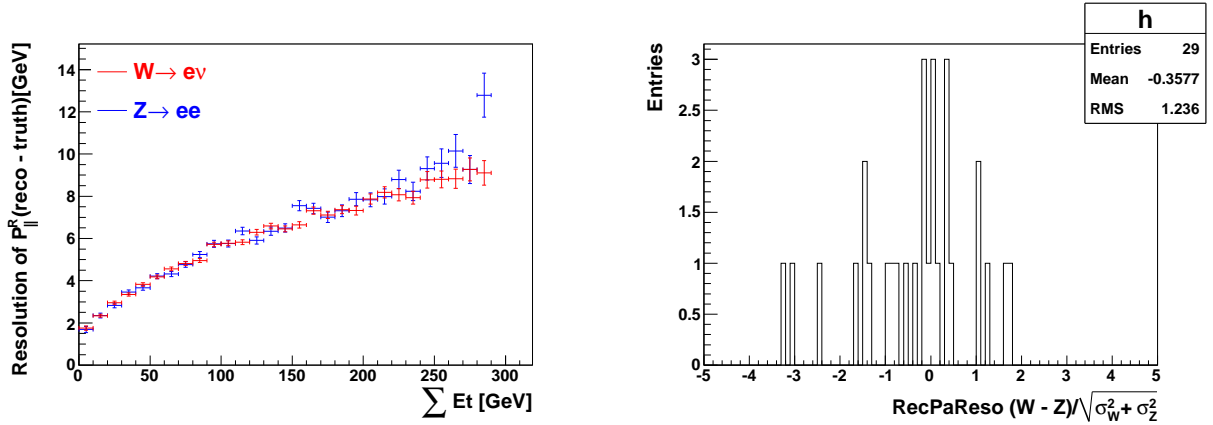 Resolution of P∥^R (reco - truth)[GeV]
14
12
10
8
6
4
2
0
W → eν
Z → ee
0 50 100 150 200 250 300
∑ Et [GeV]
h
Entries 29
Mean -0.3577
RMS 1.236
Entries
3
2.5
2
1.5
1
0.5
0
-5 -4 -3 -2 -1 0 1 2 3 4 5
RecPaReso (W - Z)/√σ²_W + σ²_Z